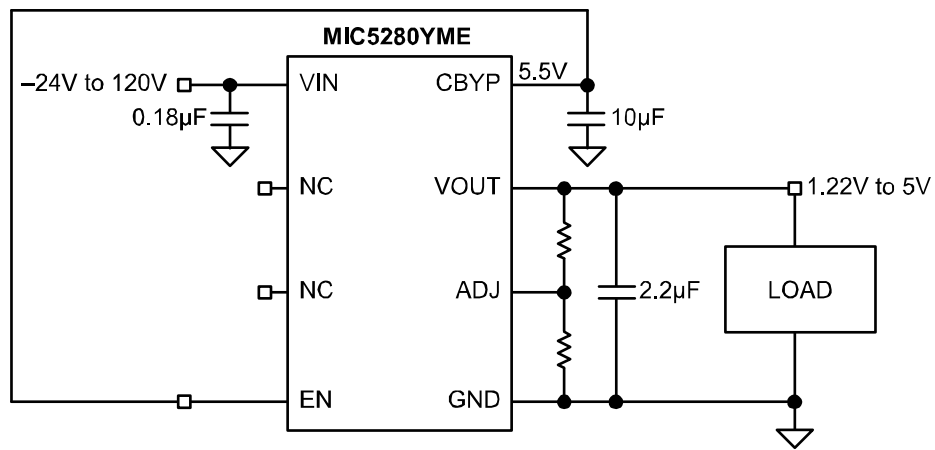 MIC5280YME
–24V to 120V
VIN
CBYP
5.5V
0.18µF
10µF
NC
VOUT
1.22V to 5V
NC
ADJ
2.2µF
LOAD
EN
GND